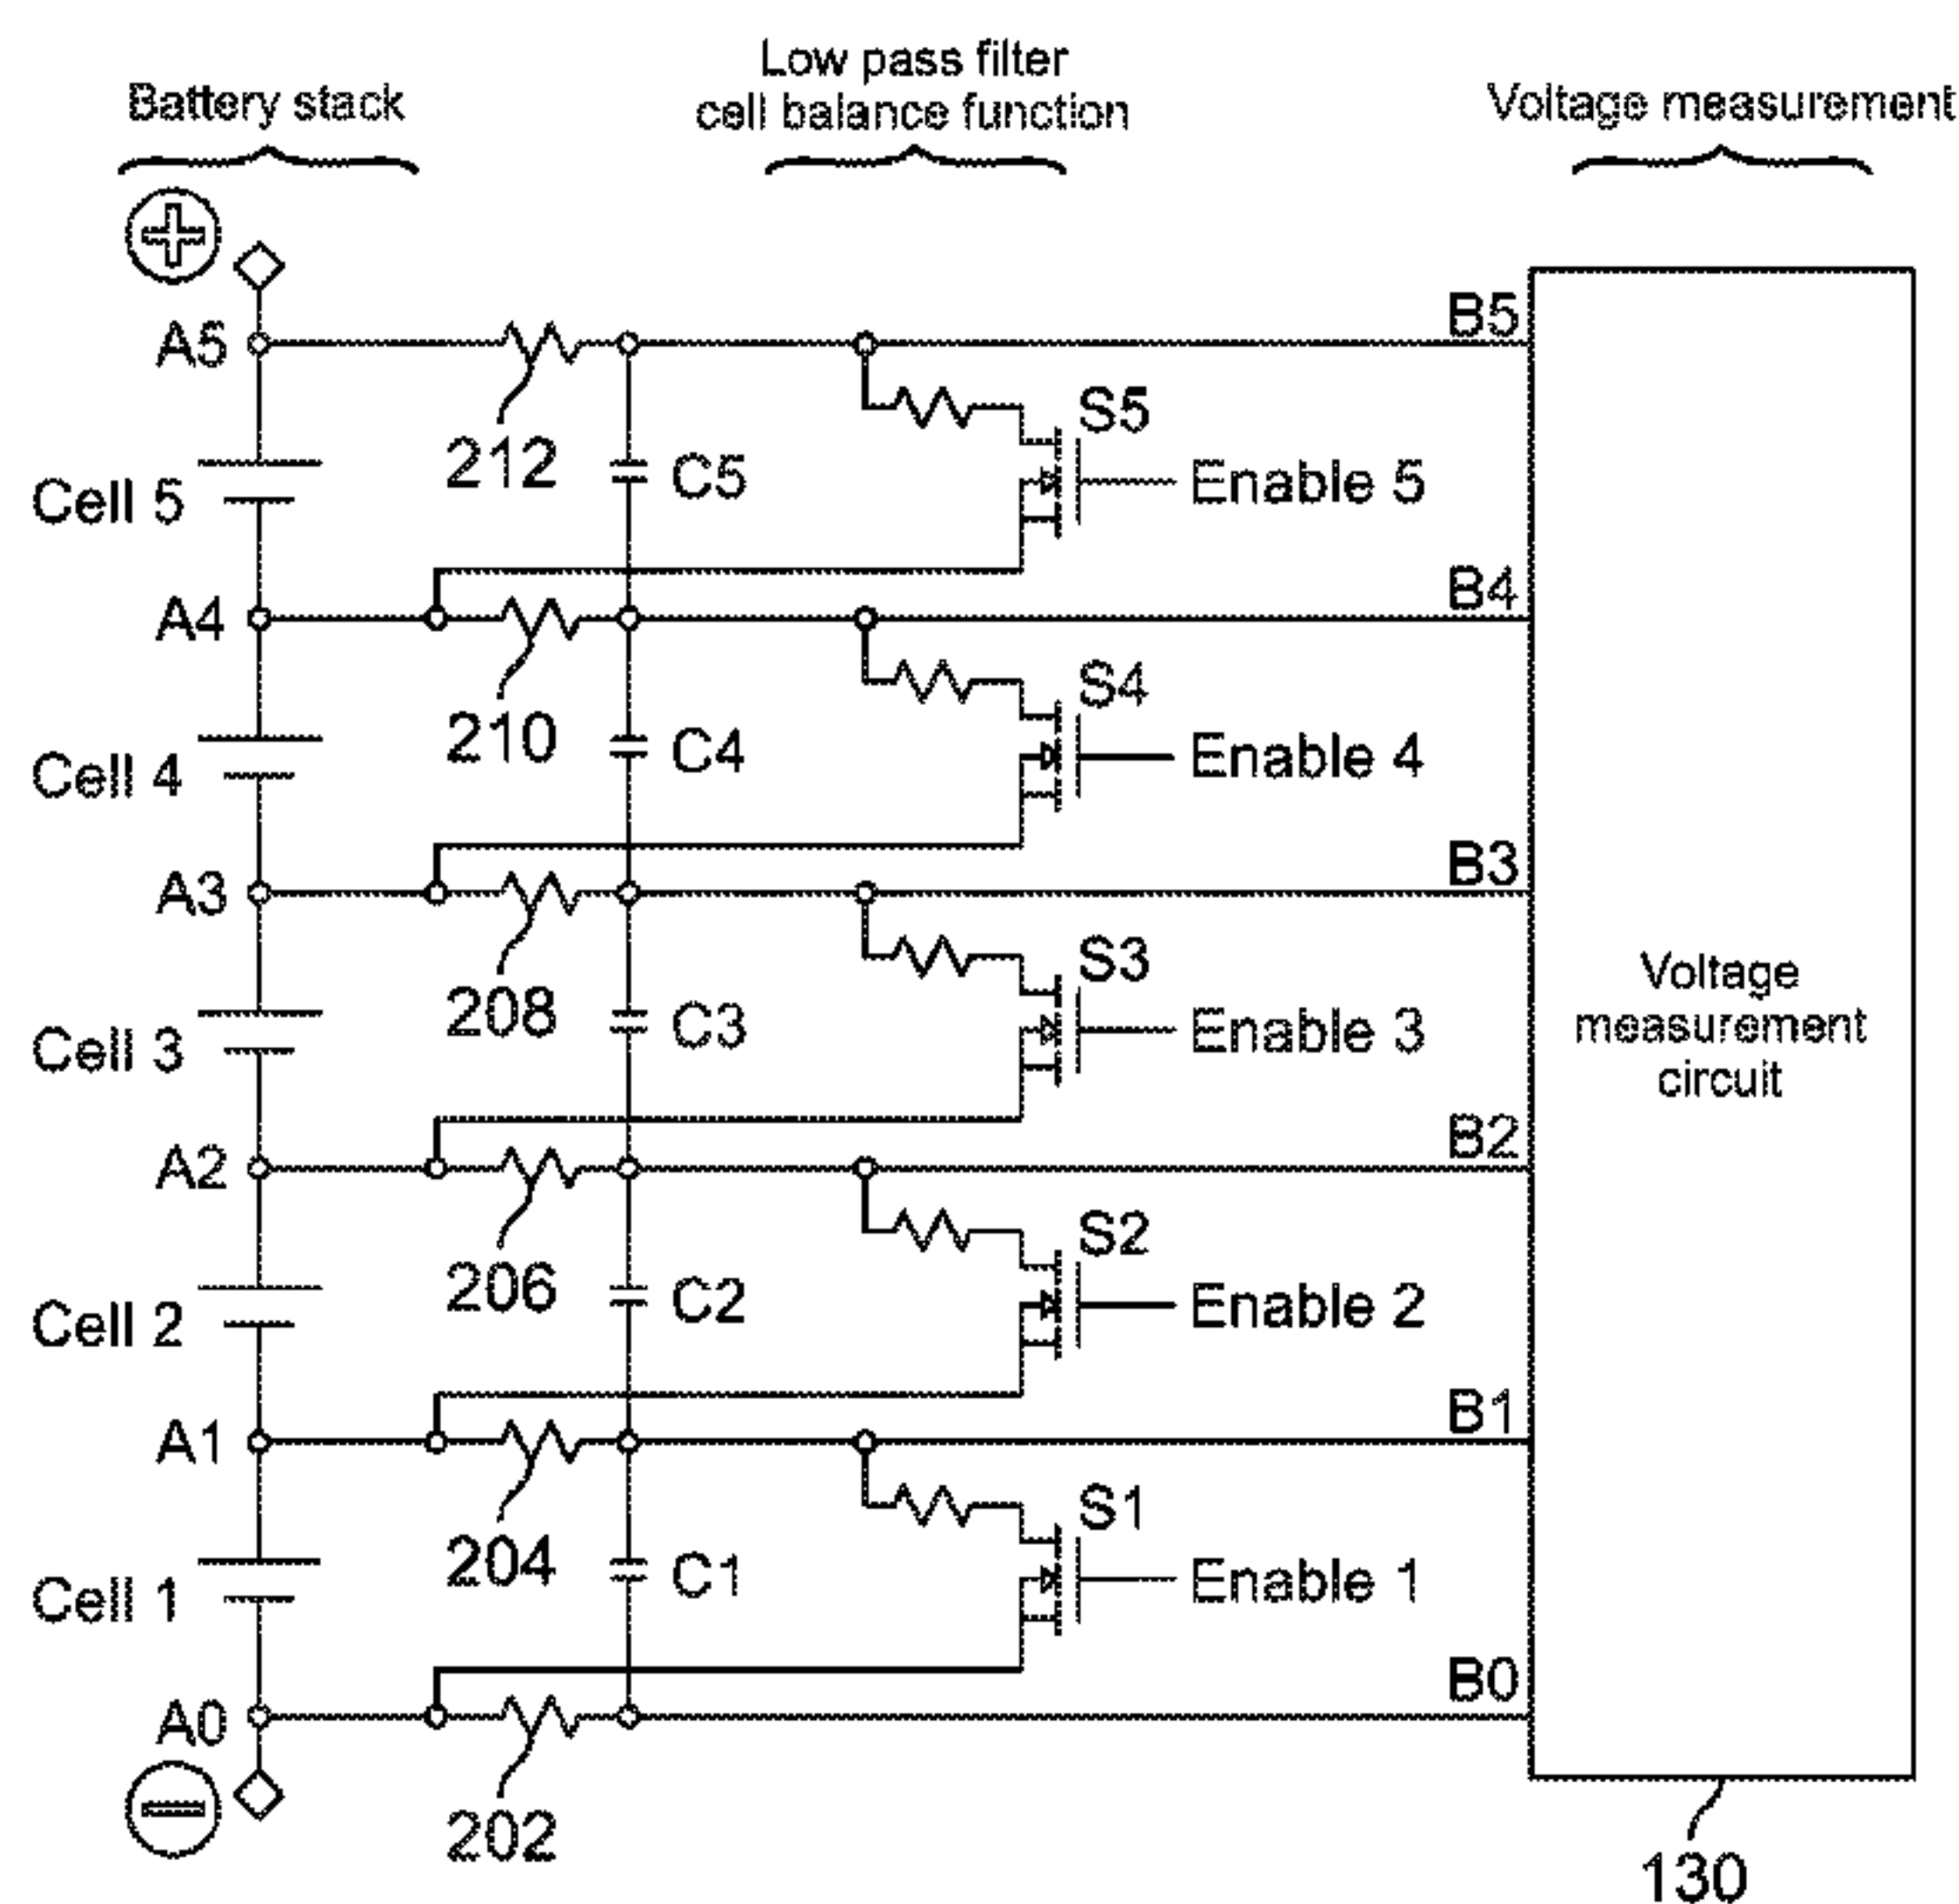 Battery stack
Low pass filter
cell balance function
Voltage measurement
A5
B5
212
C5
S5
Enable 5
Cell 5
A4
B4
210
C4
S4
Enable 4
Cell 4
A3
B3
208
C3
S3
Enable 3
Cell 3
Voltage
measurement
circuit
A2
B2
206
C2
S2
Enable 2
Cell 2
A1
B1
204
C1
S1
Enable 1
Cell 1
A0
B0
202
130